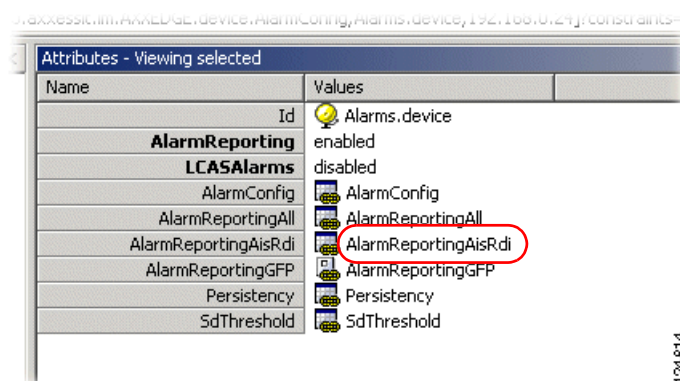 Attributes - Viewing selected
Name Values
Id Alarms.device
AlarmReporting enabled
LCASAlarms disabled
AlarmConfig AlarmConfig
AlarmReportingAll AlarmReportingAll
AlarmReportingAisRdi AlarmReportingAisRdi
AlarmReportingGFP AlarmReportingGFP
Persistency Persistency
SdThreshold SdThreshold